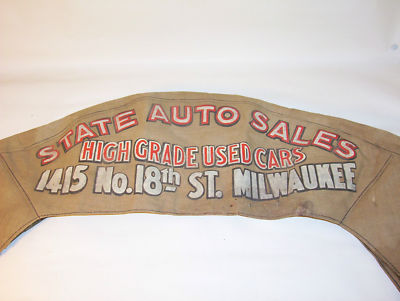 STATE AUTO SALES
HIGH GRADE USED CARS
1415 No. 18th ST. MILWAUKEE